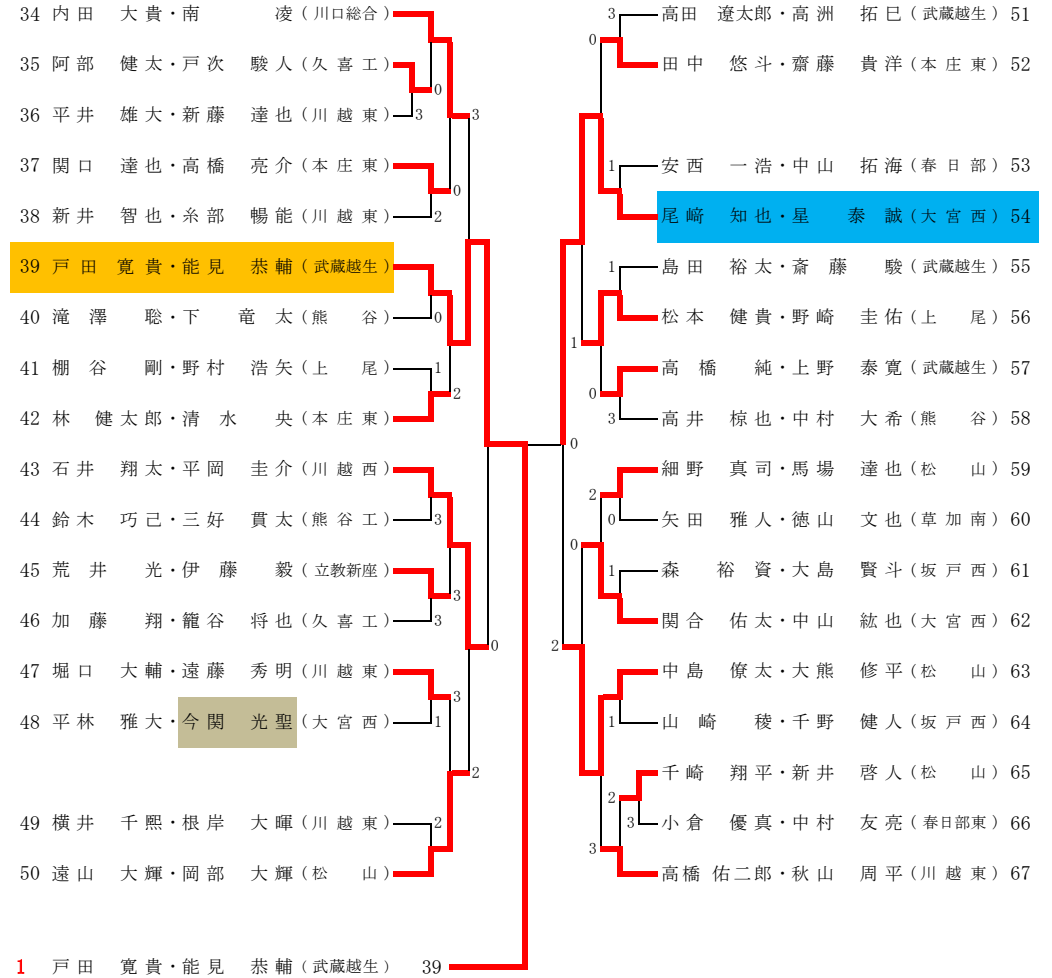 34 内田 大貴・南 凌(川口総合)
35 阿部 健太・戸次 駿人(久喜工)
0
36 平井 雄大・新藤 達也(川越東)
3
3
37 関口 達也・高橋 亮介(本庄東)
0
38 新井 智也・糸部 暢能(川越東)
2
39 戸田 寛貴・能見 恭輔(武蔵越生)
40 滝澤 聡・下 竜太(熊谷)
0
41 棚谷 剛・野村 浩矢(上尾)
1
2
42 林 健太郎・清水 央(本庄東)
43 石井 翔太・平岡 圭介(川越西)
44 鈴木 巧己・三好 貫太(熊谷工)
3
45 荒井 光・伊藤 毅(立教新座)
3
46 加藤 翔・籠谷 将也(久喜工)
3
0
47 堀口 大輔・遠藤 秀明(川越東)
3
48 平林 雅大・今関 光聖(大宮西)
1
2
49 横井 千熙・根岸 大暉(川越東)
2
50 遠山 大輝・岡部 大輝(松山)
1 戸田 寛貴・能見 恭輔(武蔵越生) 39
3
高田 遼太郎・高洲 拓巳(武蔵越生) 51
0
田中 悠斗・齋藤 貴洋(本庄東) 52
1
安西 一浩・中山 拓海(春日部) 53
尾崎 知也・星 泰誠(大宮西) 54
1
島田 裕太・斎藤 駿(武蔵越生) 55
松本 健貴・野崎 圭佑(上尾) 56
1
高橋 純・上野 泰寛(武蔵越生) 57
0
3
高井 椋也・中村 大希(熊谷) 58
0
細野 真司・馬場 達也(松山) 59
2
0
矢田 雅人・徳山 文也(草加南) 60
0
1
森 裕資・大島 賢斗(坂戸西) 61
関合 佑太・中山 紘也(大宮西) 62
2
中島 僚太・大熊 修平(松山) 63
1
山崎 稜・千野 健人(坂戸西) 64
千崎 翔平・新井 啓人(松山) 65
2
3
小倉 優真・中村 友亮(春日部東) 66
3
高橋 佑二郎・秋山 周平(川越東) 67